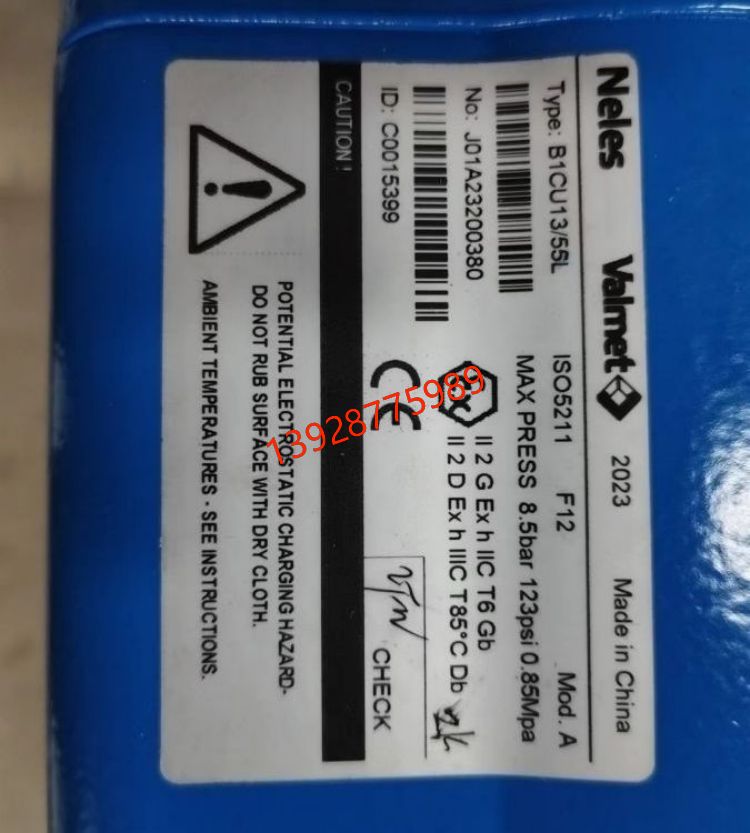 Neles Valmet 2023 Made in China
Type: B1CU13/55L ISO5211 F12 Mod. A
MAX PRESS 8.5bar 123psi 0.85Mpa
No: J01A23200380
II 2 G Ex h IIC T6 Gb
II 2 D Ex h IIIC T85°C Db
ID: C0015399
CE
CHECK
CAUTION!
POTENTIAL ELECTROSTATIC CHARGING HAZARD-
DO NOT RUB SURFACE WITH DRY CLOTH.
AMBIENT TEMPERATURES - SEE INSTRUCTIONS.
13928775989